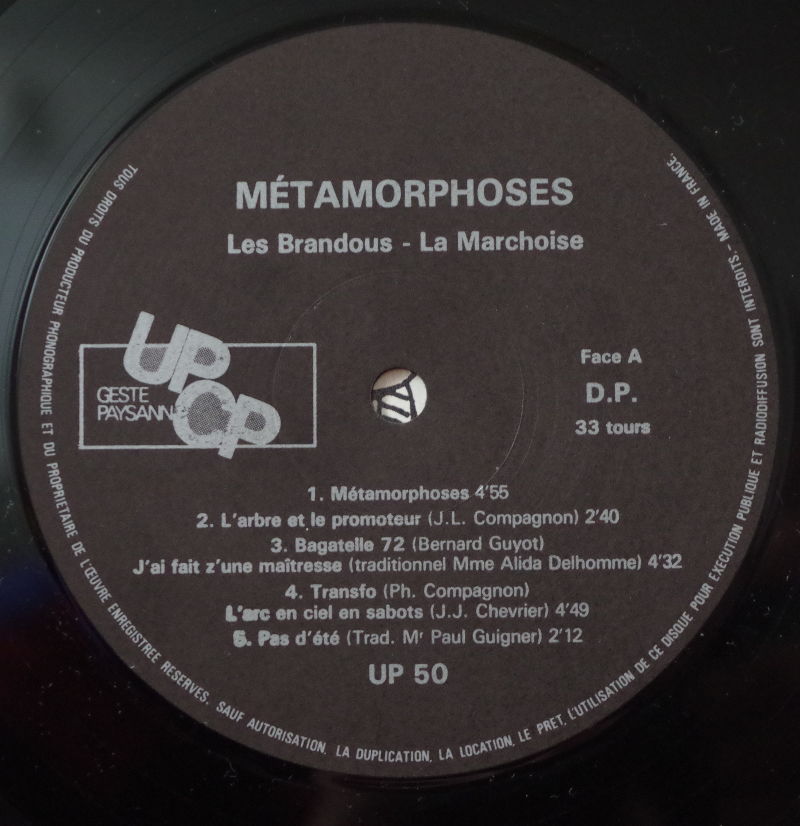 MÉTAMORPHOSES
Les Brandous - La Marchoise
UPCP
GESTE
PAYSANNE
Face A
D.P.
33 tours
1. Métamorphoses 4'55
2. L'arbre et le promoteur (J.L. Compagnon) 2'40
3. Bagatelle 72 (Bernard Guyot)
J'ai fait z'une maîtresse (traditionnel Mme Alida Delhomme) 4'32
4. Transfo (Ph. Compagnon)
L'arc en ciel en sabots (J.J. Chevrier) 4'49
5. Pas d'été (Trad. Mr Paul Guigner) 2'12
UP 50
TOUS DROITS DU PRODUCTEUR PHONOGRAPHIQUE ET DU PROPRIETAIRE DE L'ŒUVRE ENREGISTREE RESERVES. SAUF AUTORISATION, LA DUPLICATION, LA LOCATION, LE PRET, L'UTILISATION DE CE DISQUE POUR EXECUTION PUBLIQUE ET RADIODIFFUSION SONT INTERDITS - MADE IN FRANCE.